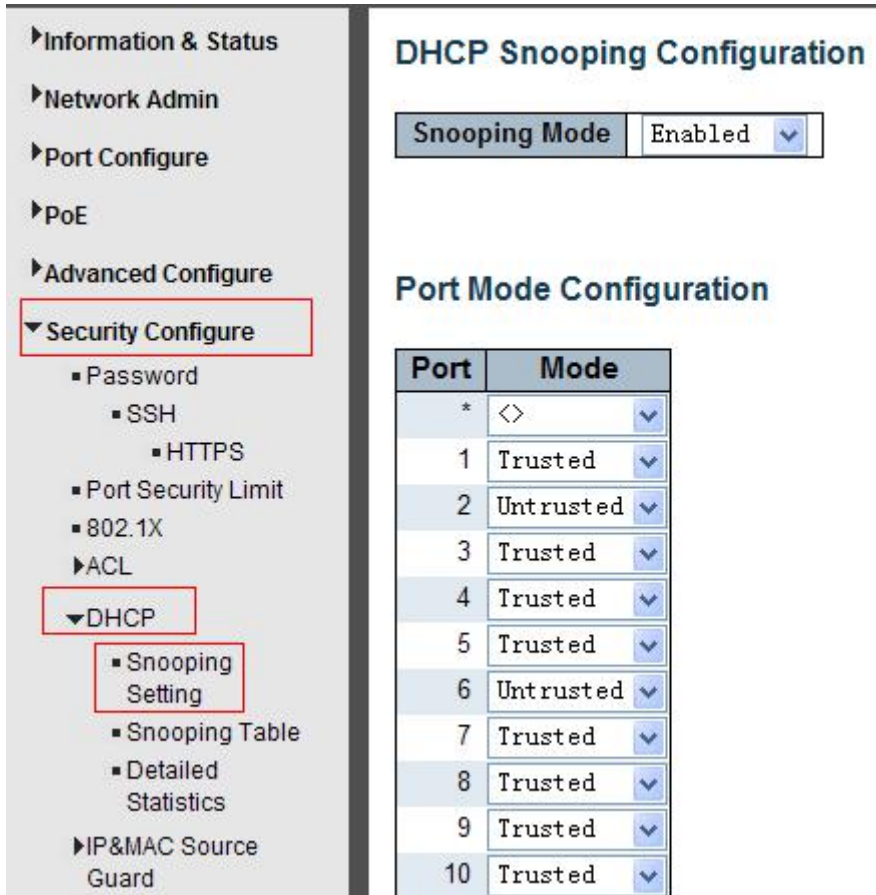 Information & Status
Network Admin
Port Configure
PoE
Advanced Configure
Security Configure
Password
SSH
HTTPS
Port Security Limit
802.1X
ACL
DHCP
Snooping
Setting
Snooping Table
Detailed
Statistics
IP&MAC Source
Guard
DHCP Snooping Configuration
Snooping Mode Enabled
Port Mode Configuration
Port Mode
* <>
1 Trusted
2 Untrusted
3 Trusted
4 Trusted
5 Trusted
6 Untrusted
7 Trusted
8 Trusted
9 Trusted
10 Trusted